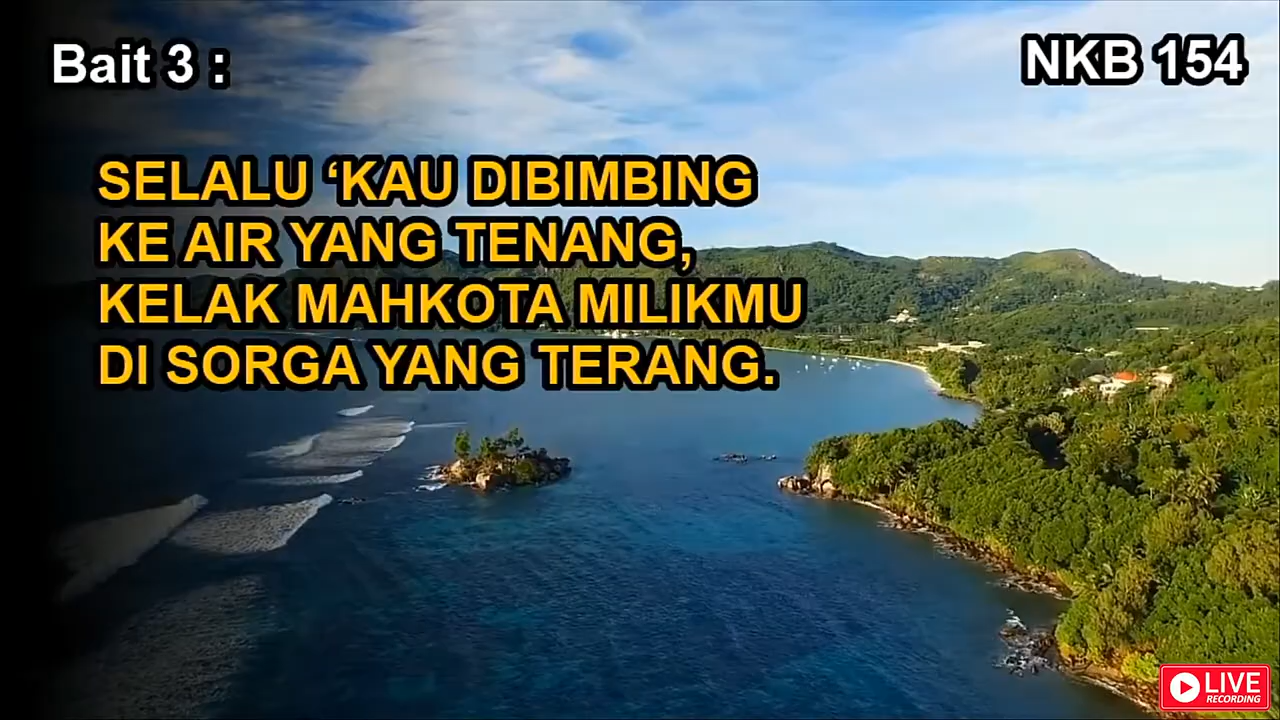 Bait 3 :
NKB 154
SELALU ‘KAU DIBIMBING
KE AIR YANG TENANG,
KELAK MAHKOTA MILIKMU
DI SORGA YANG TERANG.
LIVE
RECORDING